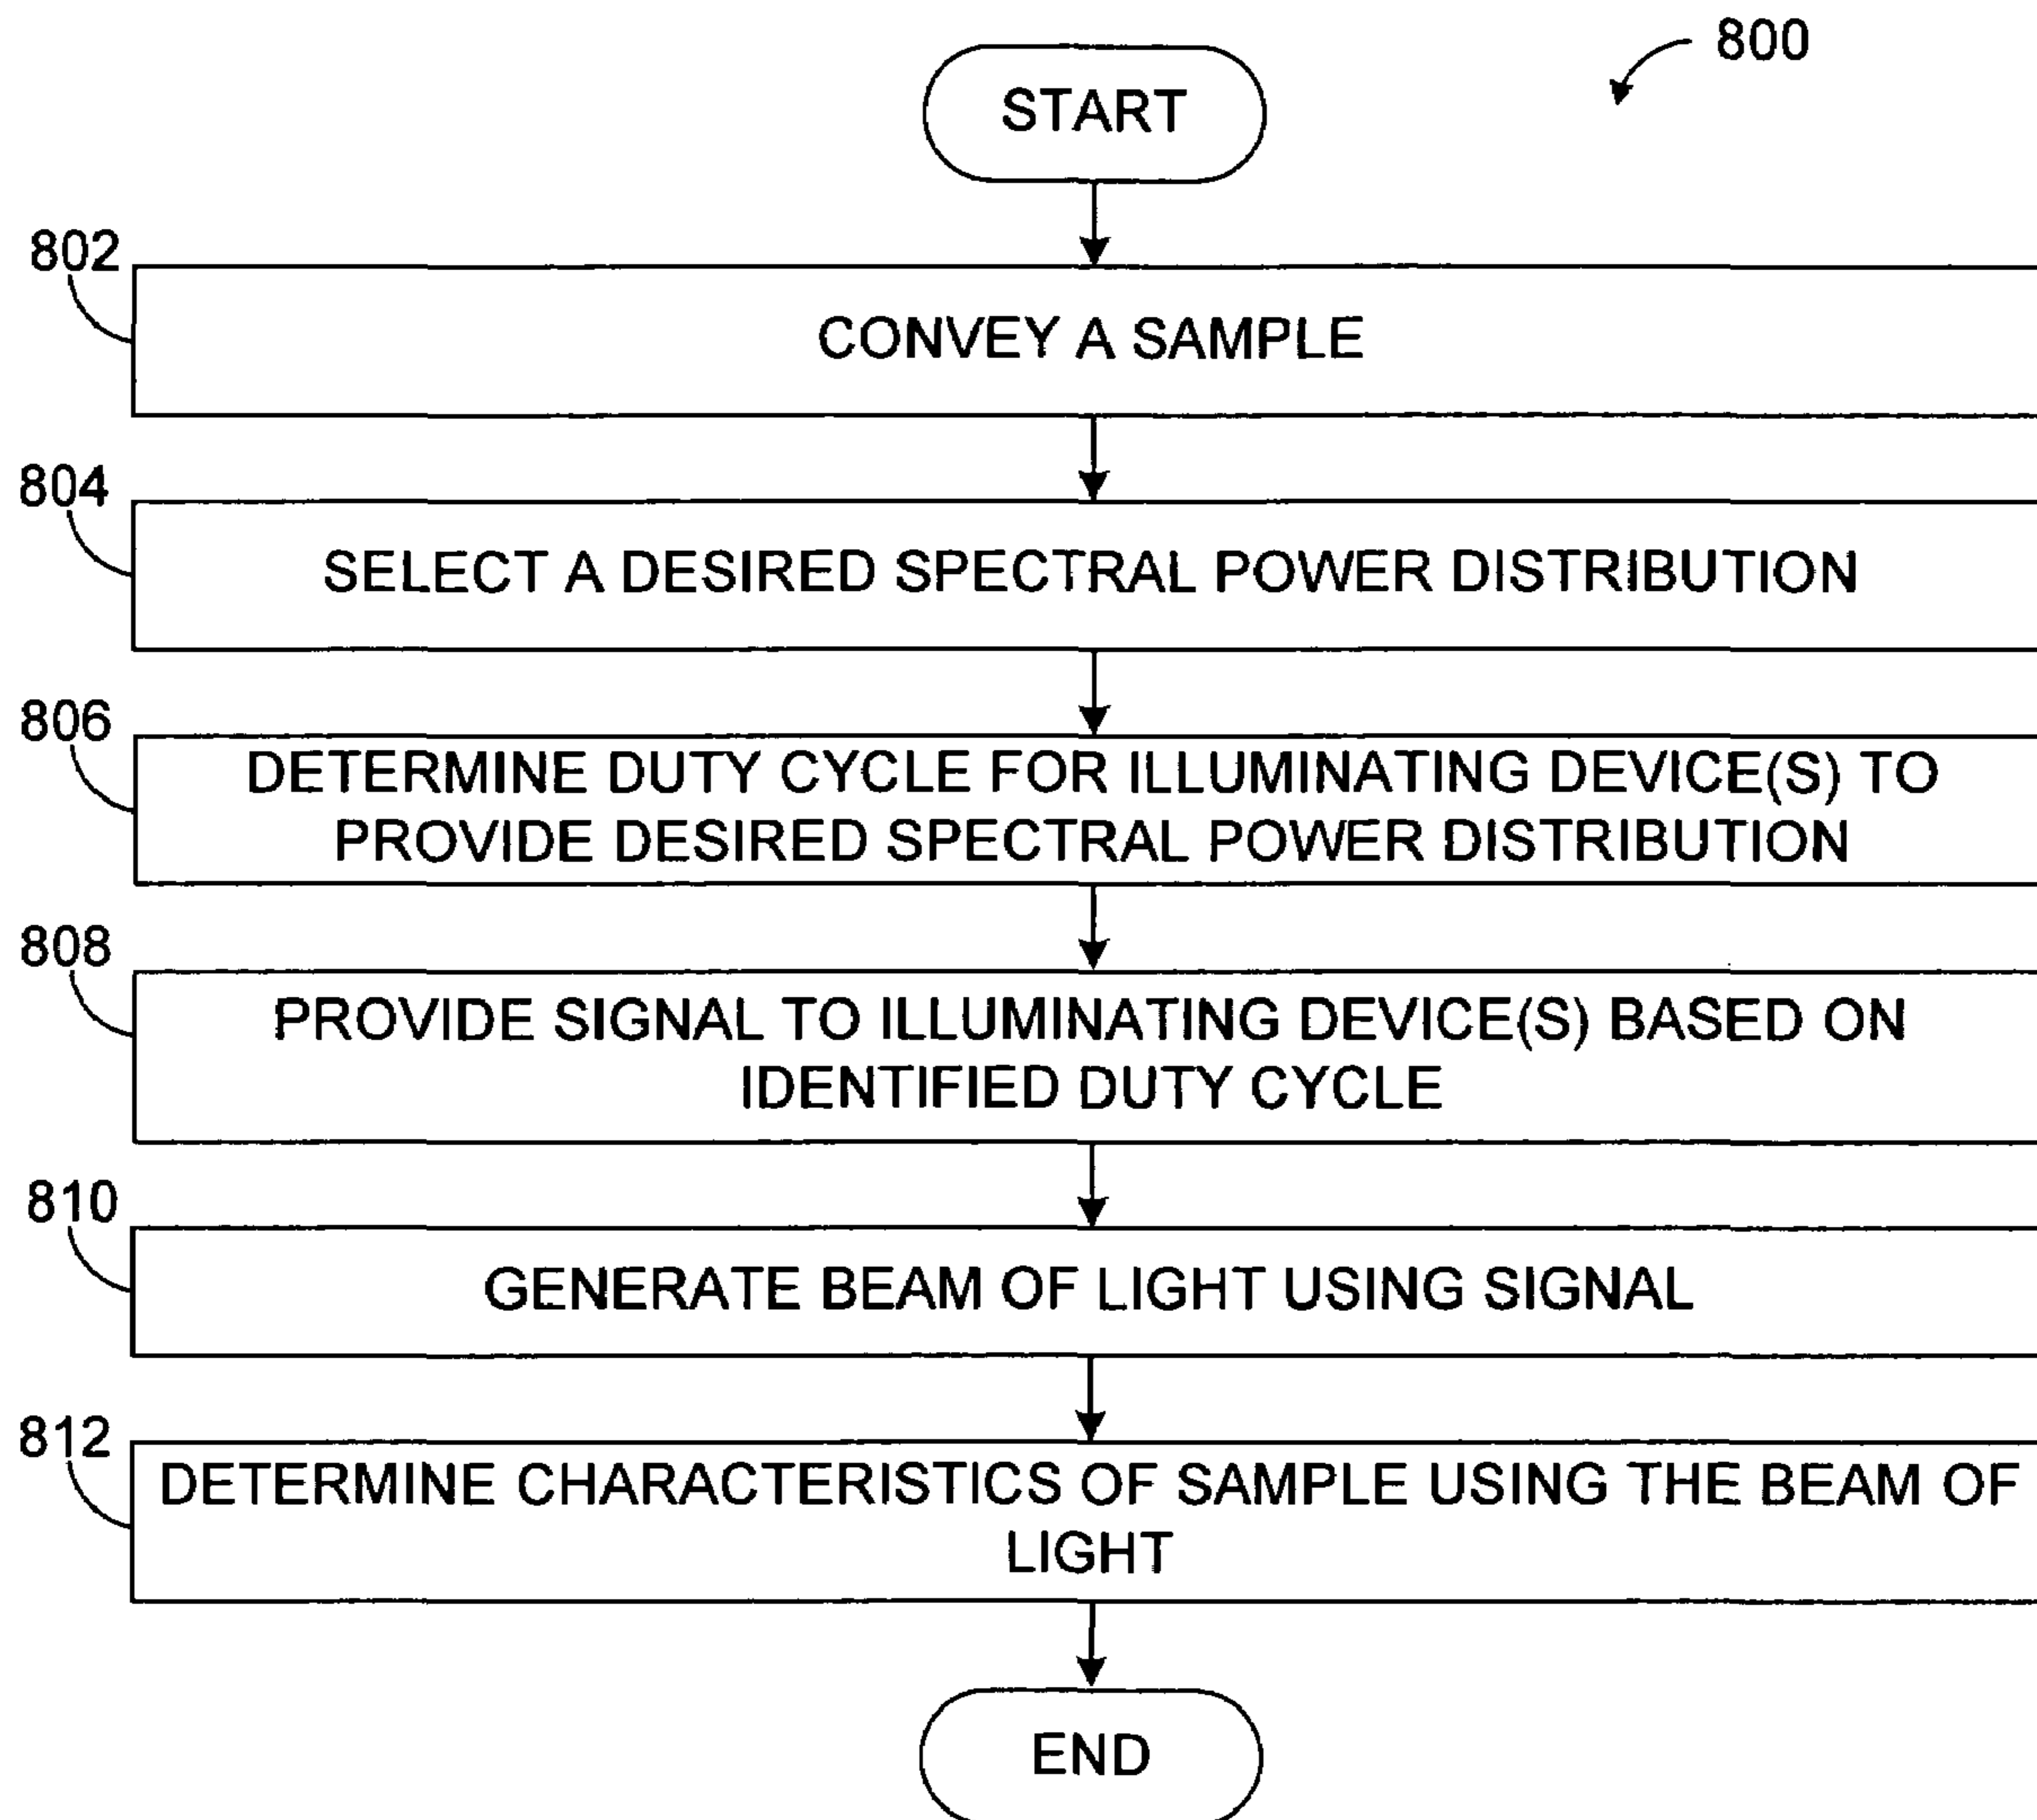 800
START
802
CONVEY A SAMPLE
804
SELECT A DESIRED SPECTRAL POWER DISTRIBUTION
806
DETERMINE DUTY CYCLE FOR ILLUMINATING DEVICE(S) TO
PROVIDE DESIRED SPECTRAL POWER DISTRIBUTION
808
PROVIDE SIGNAL TO ILLUMINATING DEVICE(S) BASED ON
IDENTIFIED DUTY CYCLE
810
GENERATE BEAM OF LIGHT USING SIGNAL
812
DETERMINE CHARACTERISTICS OF SAMPLE USING THE BEAM OF
LIGHT
END